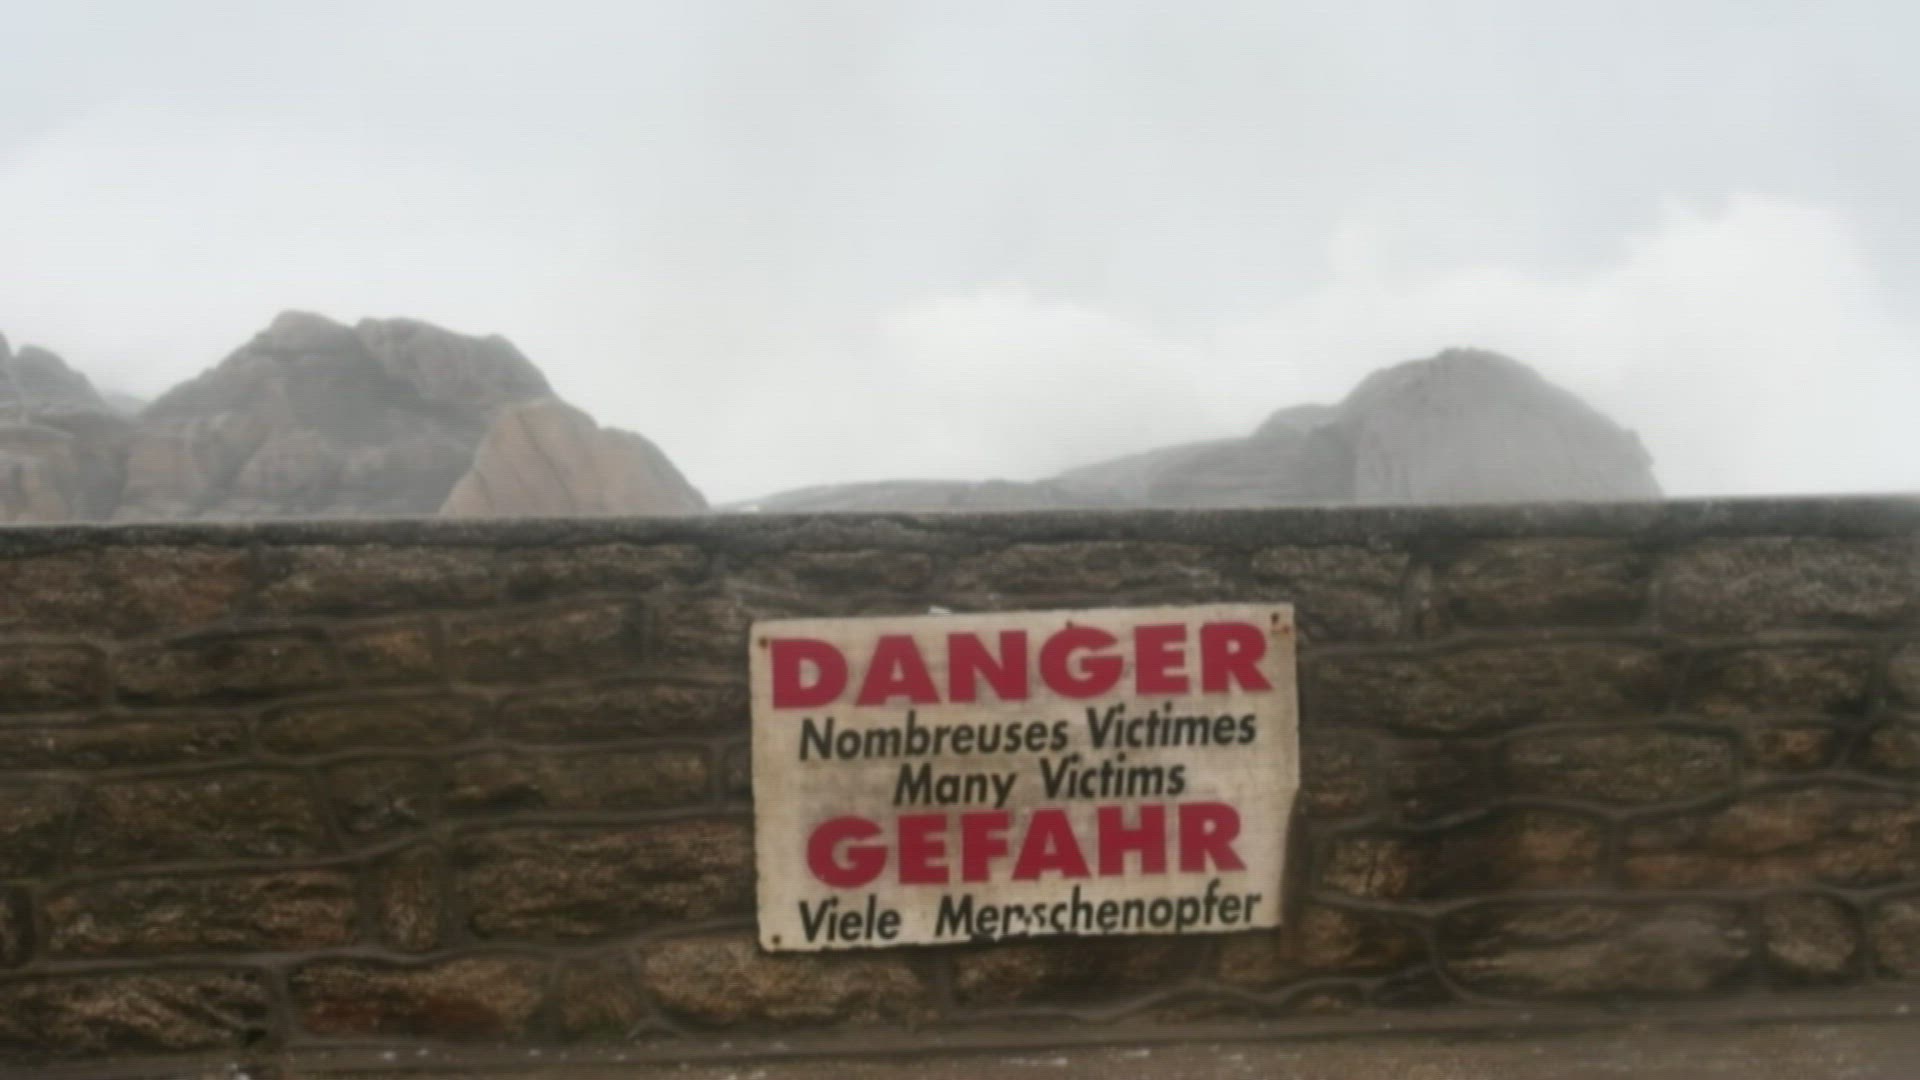 DANGER
Nombreuses Victimes
Many Victims
GEFAHR
Viele Menschenopfer